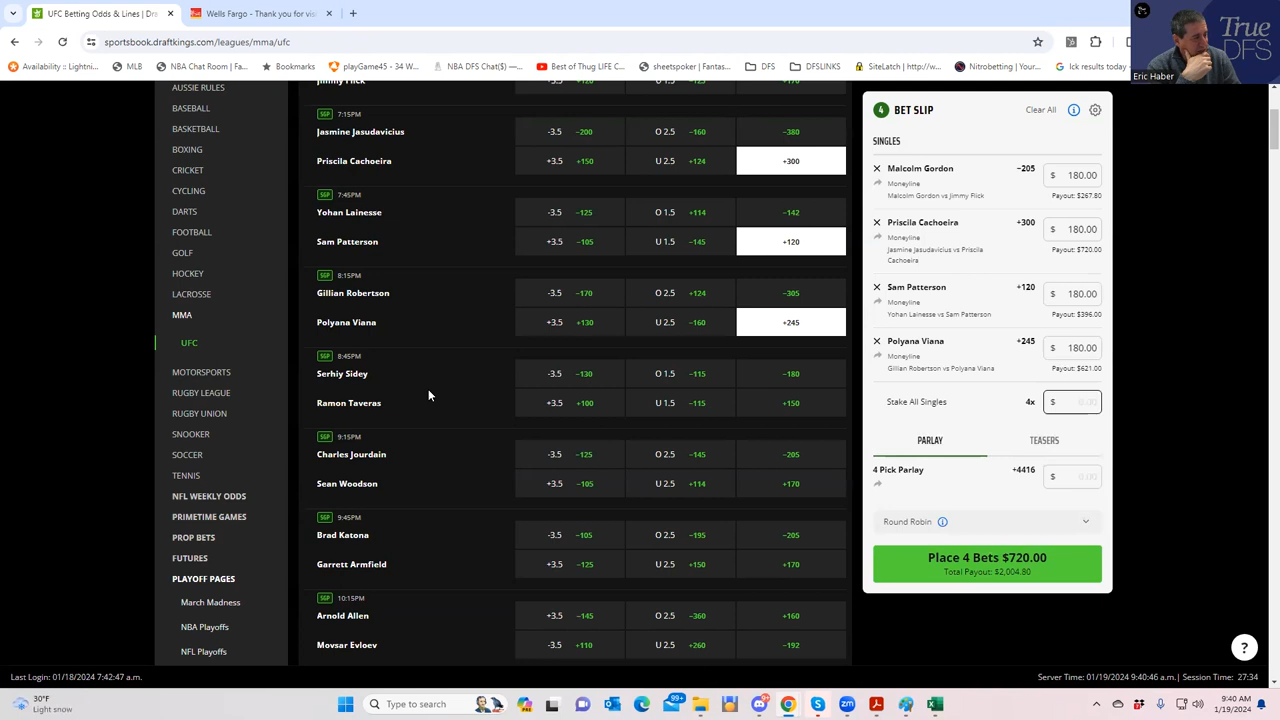 UFC Betting Odds & Lines | Dra
Wells Fargo - Thank you for visi
sportsbook.draftkings.com/leagues/mma/ufc
Availability :: Lightni...
MLB
NBA Chat Room ( )...
playGame45 - 34 W...
NBA DFS Chat($) —...
Best of Thug LIFE C...
sheetspoker | Fanta...
DFS
DFSLINKS
SiteLatch (http://w...
Nitrobetting | Your...
lck results today
True DFS
Eric Haber
AUSSIE RULES
BASEBALL
BASKETBALL
BOXING
CRICKET
CYCLING
DARTS
FOOTBALL
GOLF
HOCKEY
LACROSSE
MMA
UFC
MOTORSPORTS
RUGBY LEAGUE
RUGBY UNION
SNOOKER
SOCCER
TENNIS
NFL WEEKLY ODDS
PRIMETIME GAMES
PROP BETS
FUTURES
PLAYOFF PAGES
March Madness
NBA Playoffs
NFL Playoffs
Jimmy Flick
SGP 7:15PM
Jasmine Jasudavicius -3.5 -200 O 2.5 -160 -380
Priscila Cachoeira +3.5 +150 U 2.5 +124 +300
SGP 7:45PM
Yohan Lainesse -3.5 -125 O 1.5 +114 -142
Sam Patterson -3.5 -105 U 1.5 -145 +120
SGP 8:15PM
Gillian Robertson -3.5 -170 O 2.5 +124 -305
Polyana Viana +3.5 +130 U 2.5 -160 +245
SGP 8:45PM
Serhiy Sidey -3.5 -130 O 1.5 -115 -180
Ramon Taveras +3.5 +100 U 1.5 -115 +150
SGP 9:15PM
Charles Jourdain -3.5 -125 O 2.5 -145 -205
Sean Woodson -3.5 -105 U 2.5 +114 +170
SGP 9:45PM
Brad Katona -3.5 -105 O 2.5 -195 -205
Garrett Armfield -3.5 -125 U 2.5 +150 +170
SGP 10:15PM
Arnold Allen +3.5 -145 O 2.5 -360 +160
Movsar Evloev -3.5 +110 U 2.5 +260 -192
4 BET SLIP Clear All
SINGLES
Malcolm Gordon −205 $ 180.00
Moneyline
Malcolm Gordon vs Jimmy Flick Payout: $267.80
Priscila Cachoeira +300 $ 180.00
Moneyline
Jasmine Jasudavicius vs Priscila Payout: $720.00
Cachoeira
Sam Patterson +120 $ 180.00
Moneyline
Yohan Lainesse vs Sam Patterson Payout: $396.00
Polyana Viana +245 $ 180.00
Moneyline
Gillian Robertson vs Polyana Viana Payout: $621.00
Stake All Singles 4x $ 0.00
PARLAY TEASERS
4 Pick Parlay +4416 $ 0.00
Round Robin
Place 4 Bets $720.00
Total Payout: $2,004.80
?
Last Login: 01/18/2024 7:42:47 a.m.
Server Time: 01/19/2024 9:40:46 a.m.| Session Time: 27:34
30°F
Light snow
Type here to search
99+
9:40 AM
1/19/2024